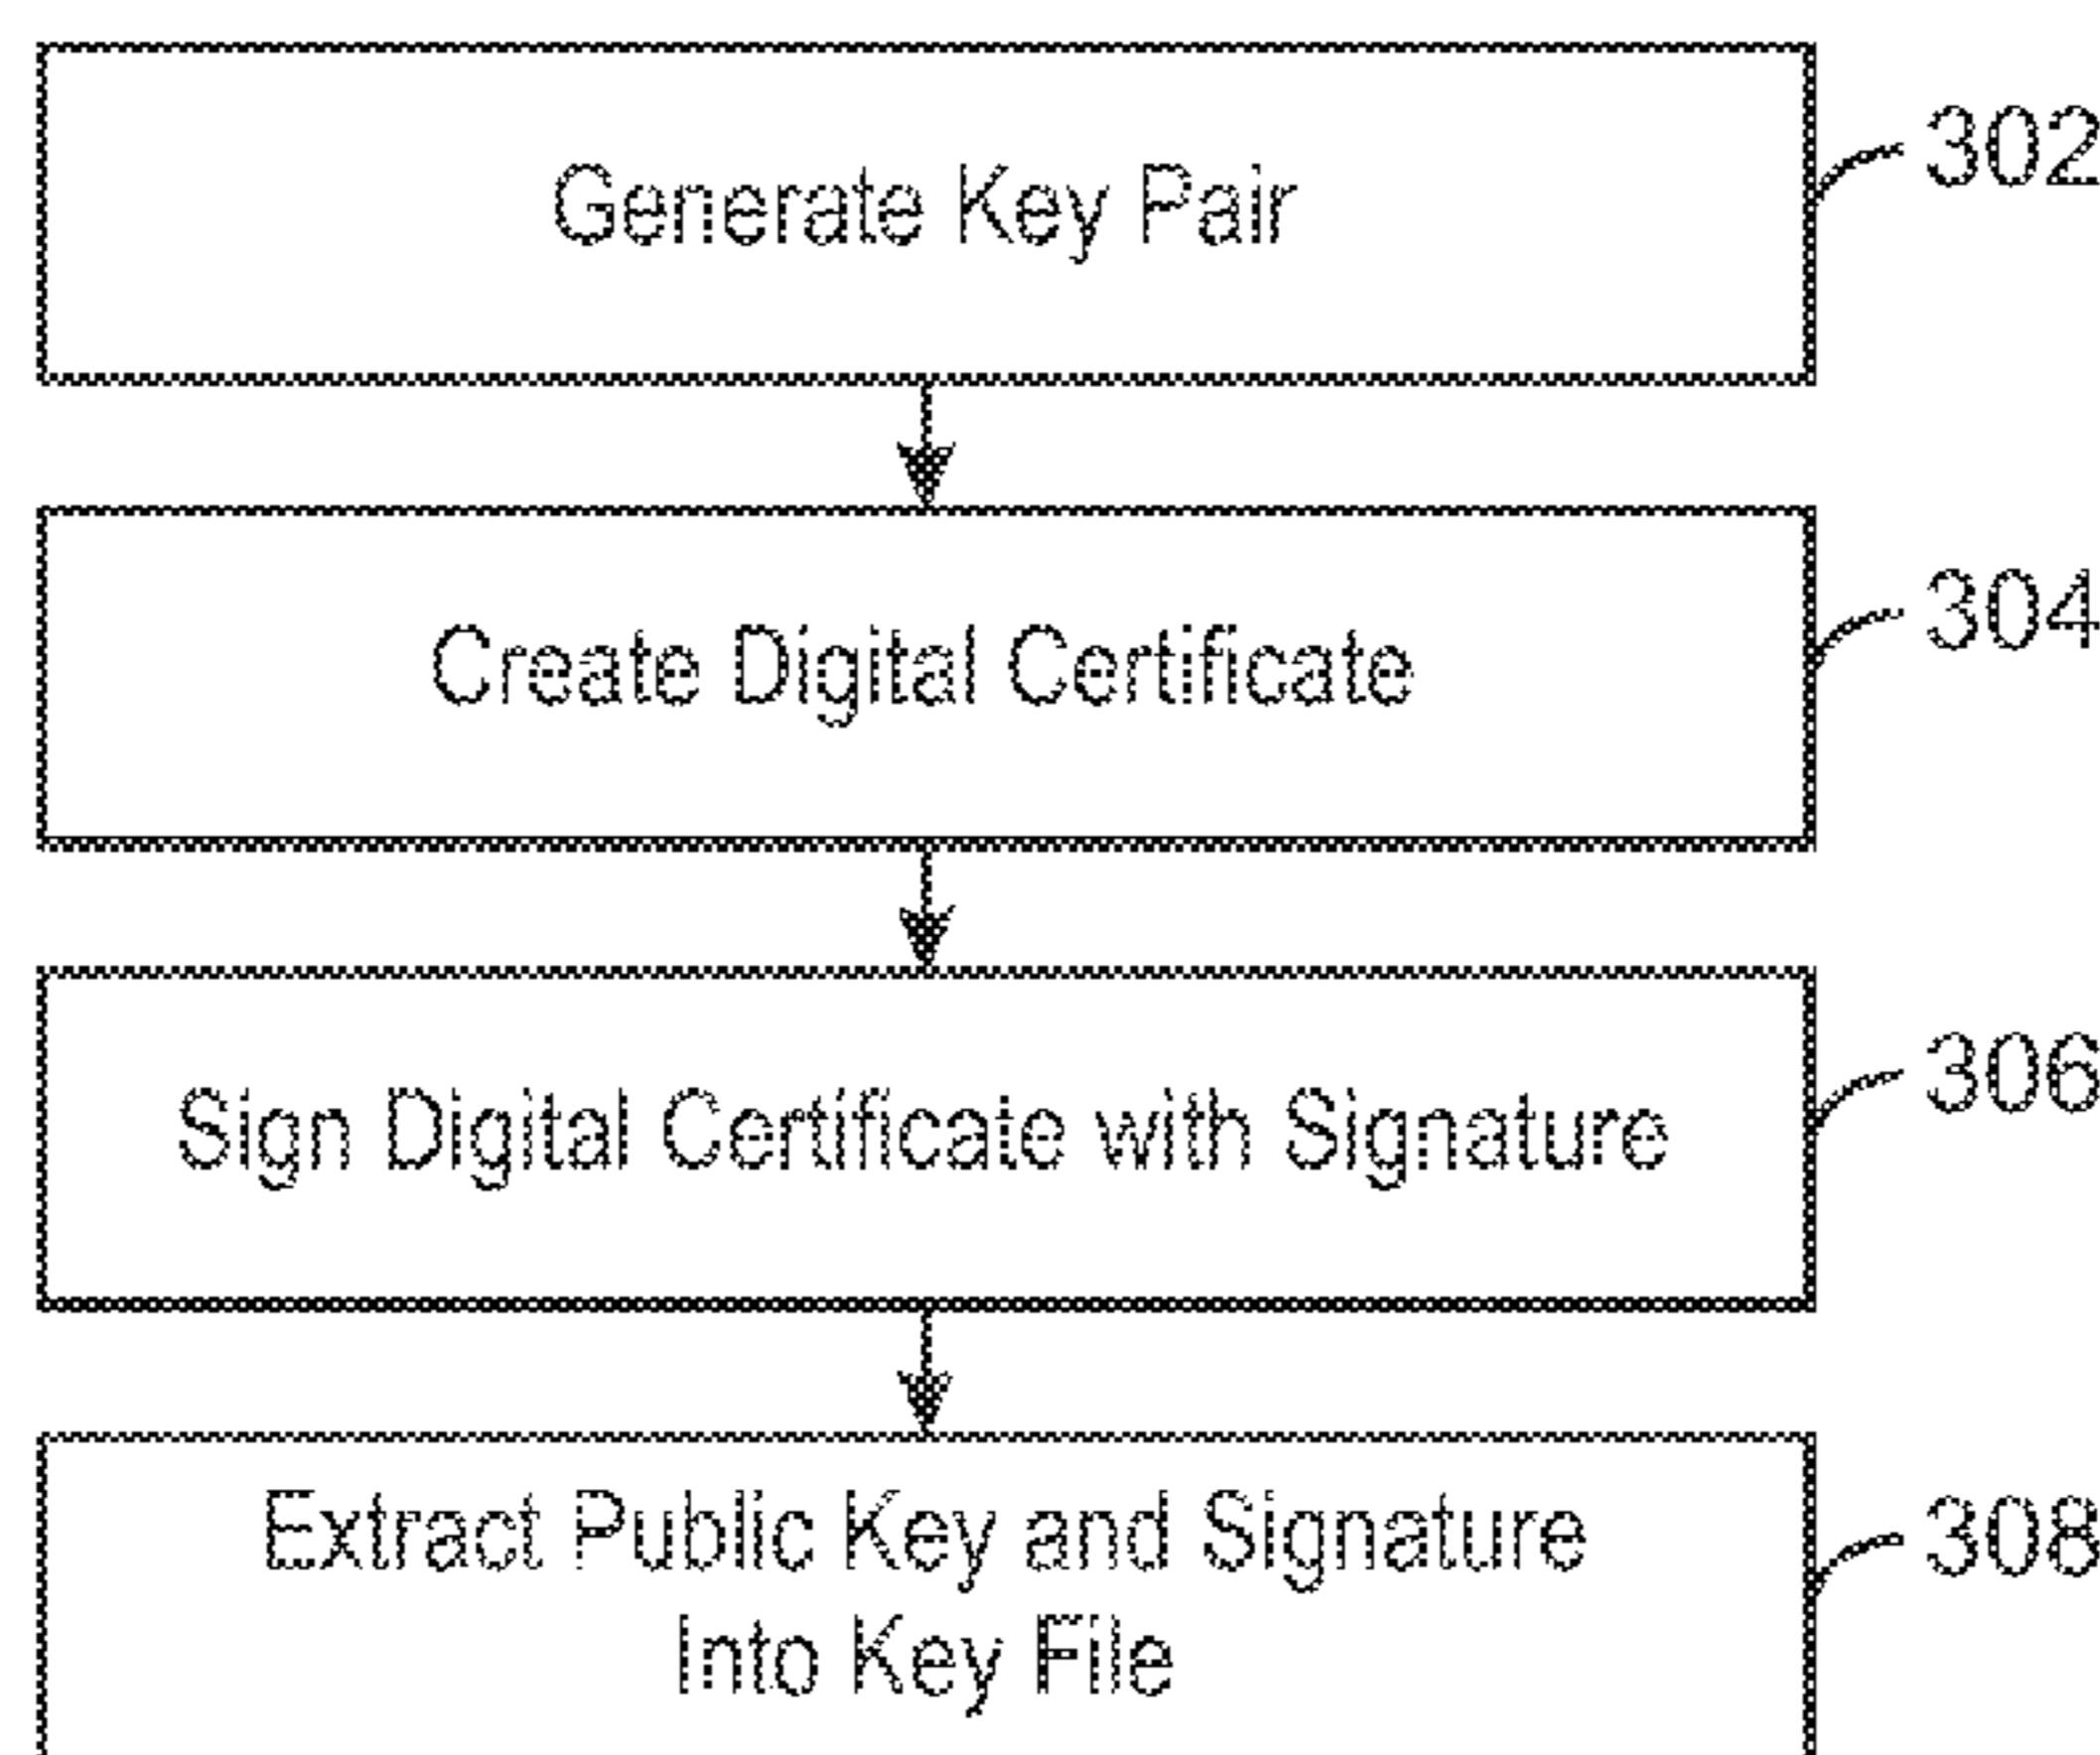 Generate Key Pair
302
Create Digital Certificate
304
Sign Digital Certificate with Signature
306
Extract Public Key and Signature
Into Key File
308